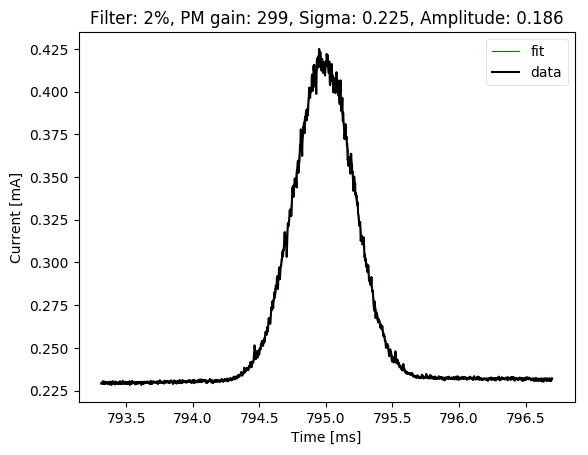 Filter: 2%, PM gain: 299, Sigma: 0.225, Amplitude: 0.186
fit
data
0.425
0.400
0.375
0.350
0.325
0.300
0.275
0.250
0.225
Current [mA]
793.5 794.0 794.5 795.0 795.5 796.0 796.5
Time [ms]